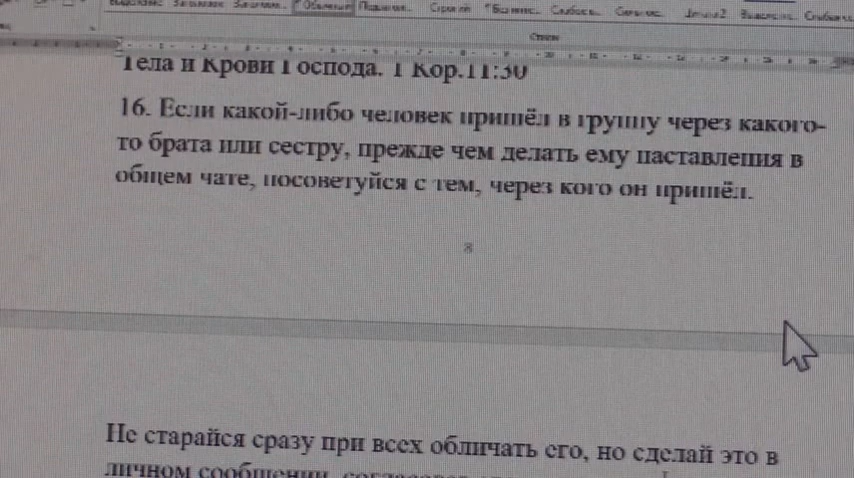 Тела и Крови Господа. 1 Кор.11:30
16. Если какой-либо человек пришёл в группу через какого-
то брата или сестру, прежде чем делать ему наставления в
общем чате, посоветуйся с тем, через кого он пришёл.
8
Не старайся сразу при всех обличать его, но сделай это в
личном сообщении,